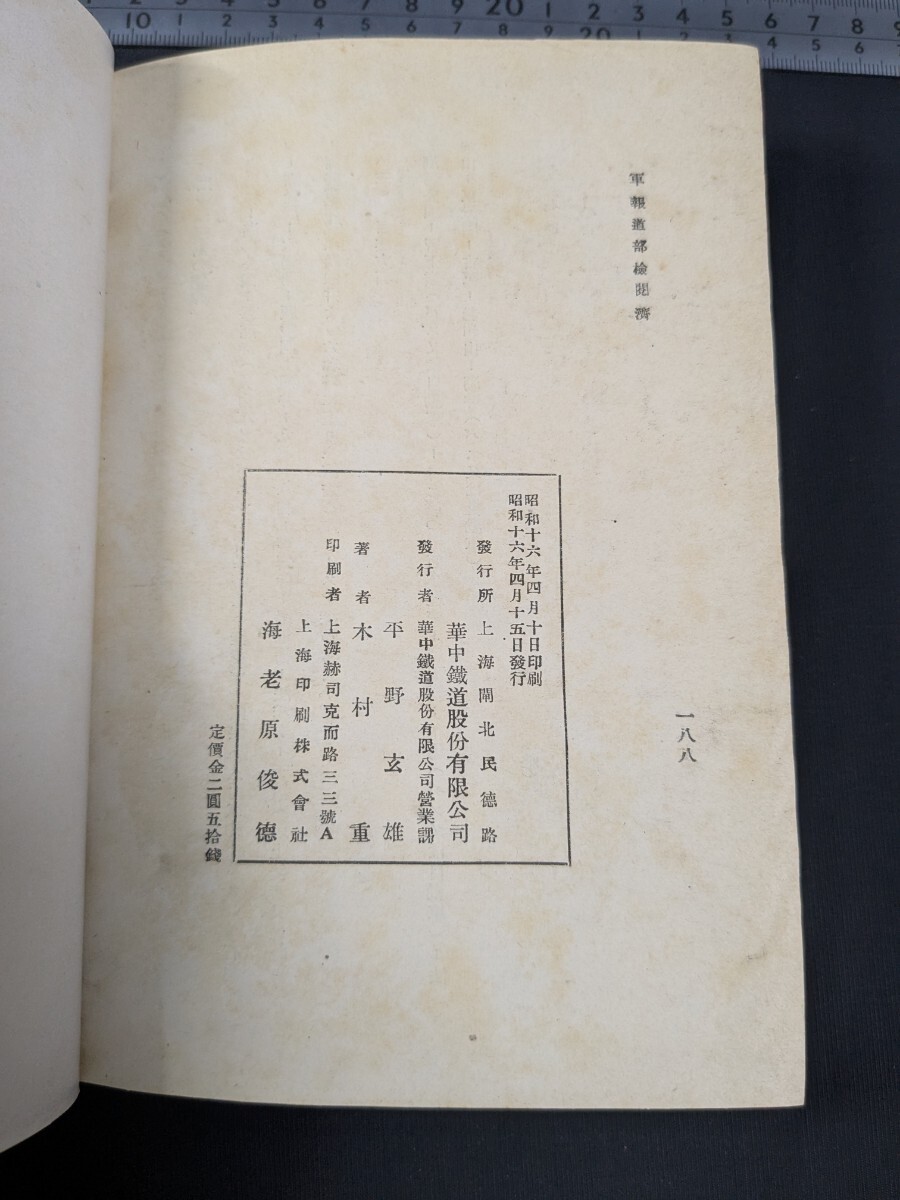 軍報道部檢閲濟
一八八
昭和十六年四月十日印刷
昭和十六年四月十五日發行
發行所 上海閘北民德路
華中鐵道股份有限公司
發行者 華中鐵道股份有限公司營業課
平野玄雄
著者 木村重
印刷者 上海赫司克而路三三號A
上海印刷株式會社
海老原俊德
定價金二圓五拾錢